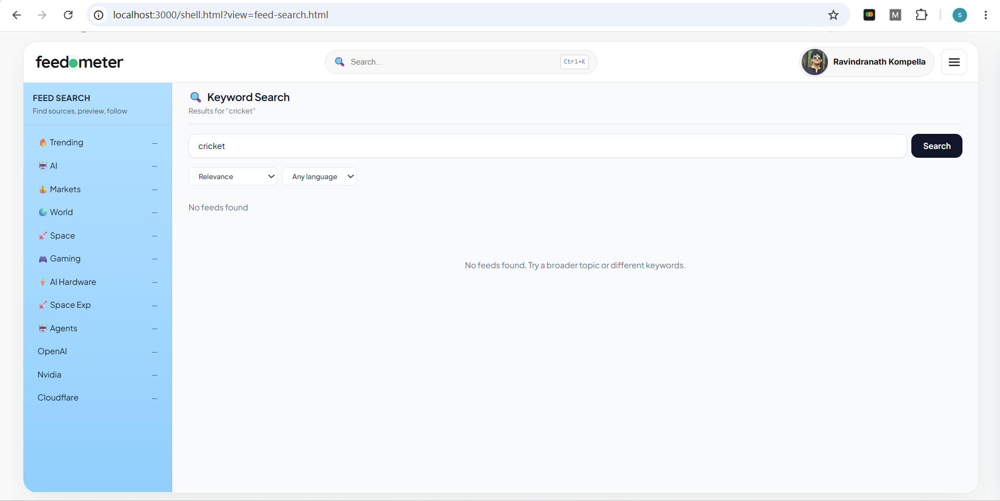 localhost:3000/shell.html?view=feed-search.html
M
s
feedometer
Search...
Ctrl+K
Ravindranath Kompella
FEED SEARCH
Find sources, preview, follow
Trending —
AI —
Markets —
World —
Space —
Gaming —
AI Hardware —
Space Exp —
Agents —
OpenAI —
Nvidia —
Cloudflare —
Keyword Search
Results for “cricket”
cricket
Search
Relevance
Any language
No feeds found
No feeds found. Try a broader topic or different keywords.